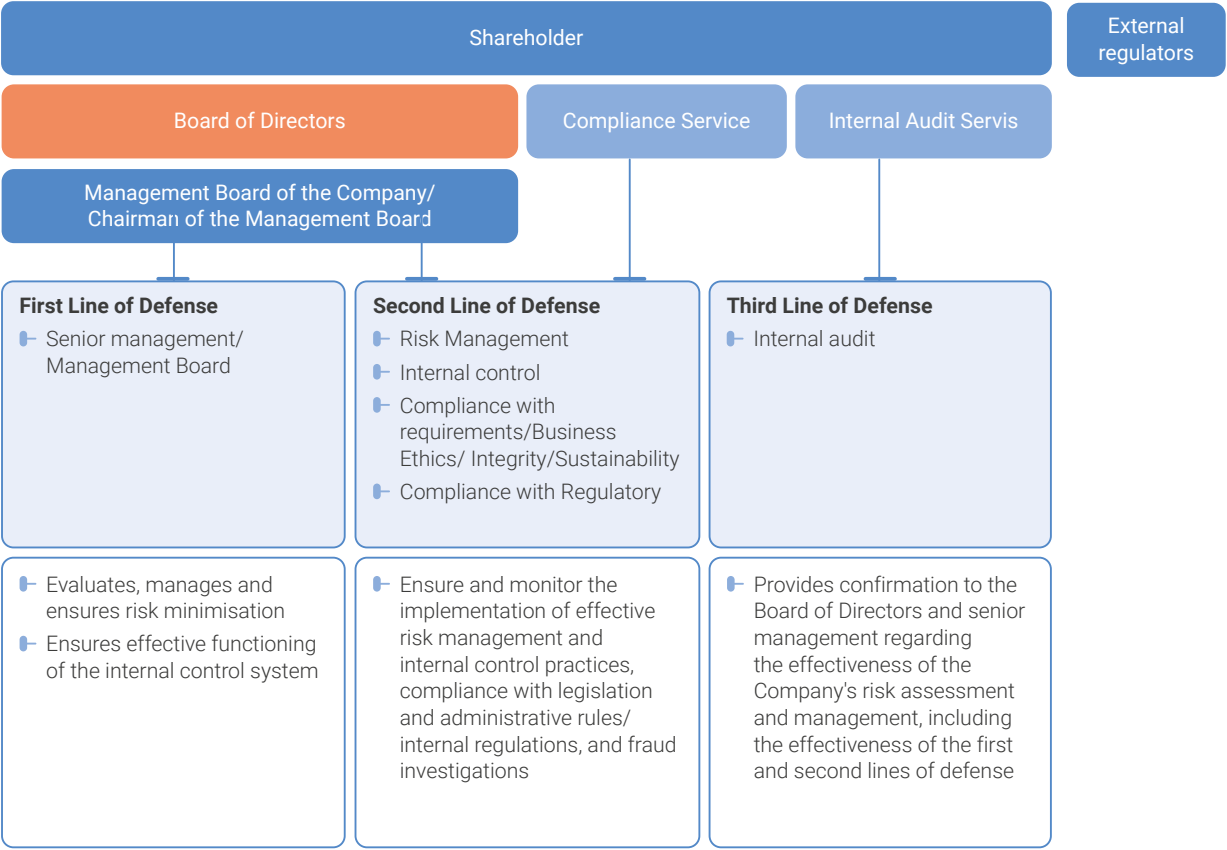 Shareholder
External
regulators
Board of Directors
Compliance Service
Internal Audit Servis
Management Board of the Company/
Chairman of the Management Board
First Line of Defense
Senior management/
Management Board
Second Line of Defense
Risk Management
Internal control
Compliance with
requirements/Business
Ethics/ Integrity/Sustainability
Compliance with Regulatory
Third Line of Defense
Internal audit
Evaluates, manages and
ensures risk minimisation
Ensures effective functioning
of the internal control system
Ensure and monitor the
implementation of effective
risk management and
internal control practices,
compliance with legislation
and administrative rules/
internal regulations, and fraud
investigations
Provides confirmation to the
Board of Directors and senior
management regarding
the effectiveness of the
Company's risk assessment
and management, including
the effectiveness of the first
and second lines of defense